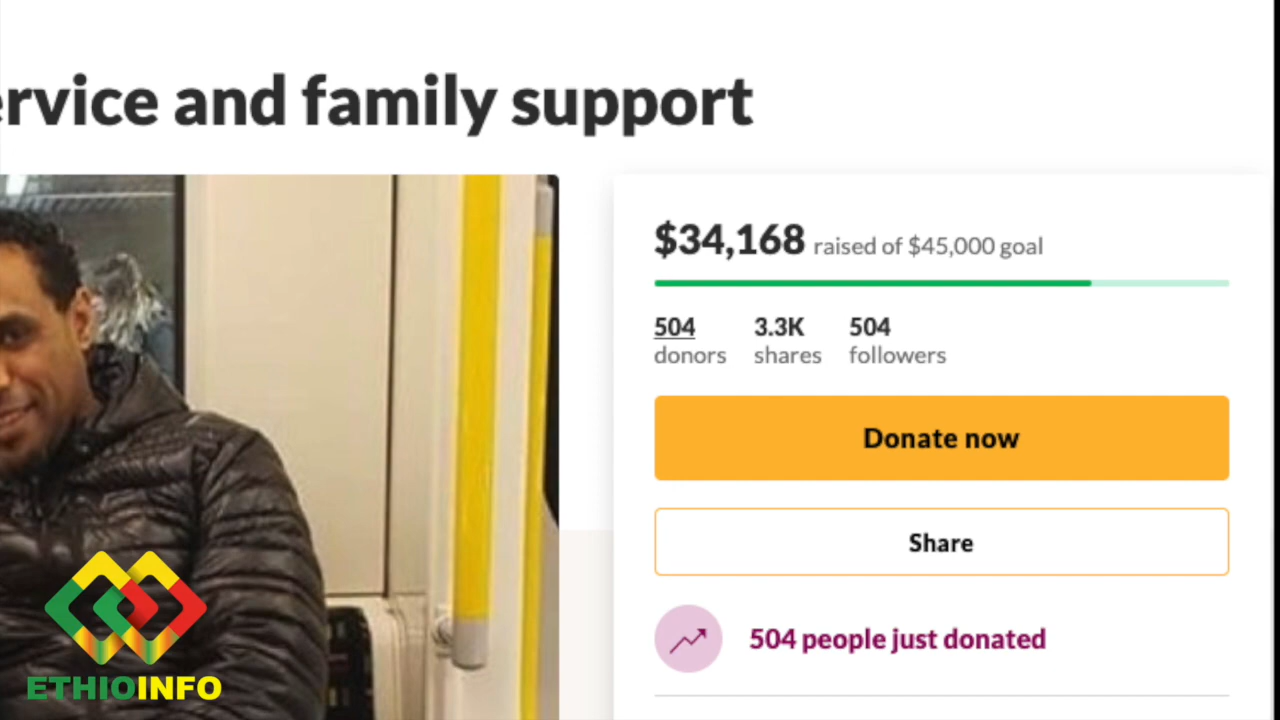 ervice and family support
$34,168 raised of $45,000 goal
504 3.3K 504
donors shares followers
Donate now
Share
504 people just donated
ETHIOINFO